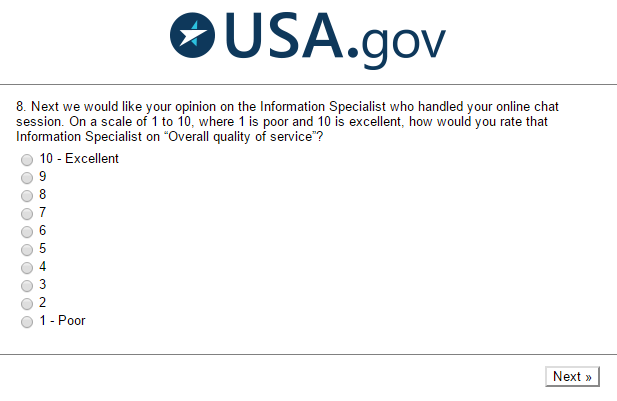 USA.gov
8. Next we would like your opinion on the Information Specialist who handled your online chat
session. On a scale of 1 to 10, where 1 is poor and 10 is excellent, how would you rate that
Information Specialist on “Overall quality of service”?
10 - Excellent
9
8
7
6
5
4
3
2
1 - Poor
Next »